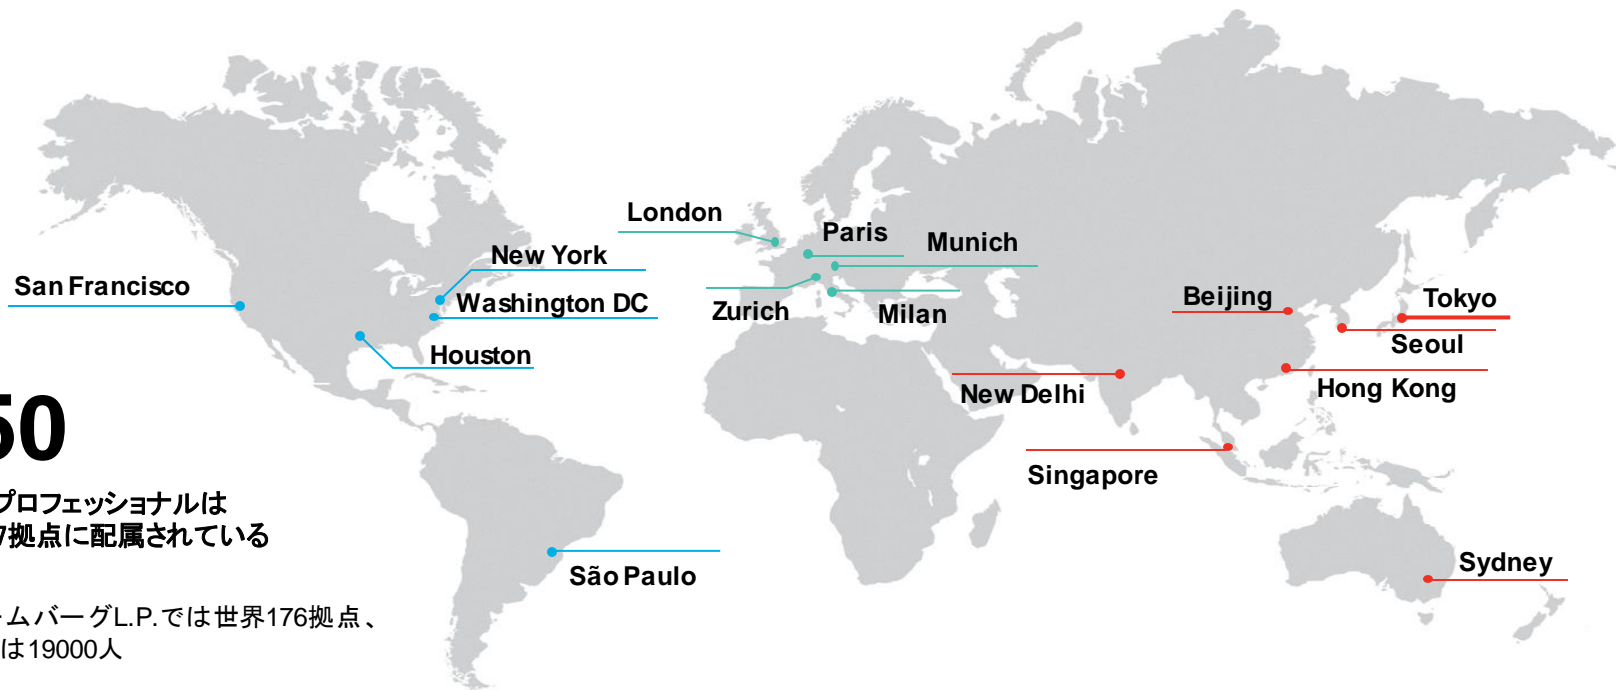 London
Paris
Munich
New York
San Francisco
Washington DC
Zurich
Milan
Beijing
Tokyo
Houston
Seoul
New Delhi
Hong Kong
50
プロフェッショナルは
7拠点に配属されている
Singapore
São Paulo
Sydney
ームバーグL.P.では世界176拠点、
は19000人